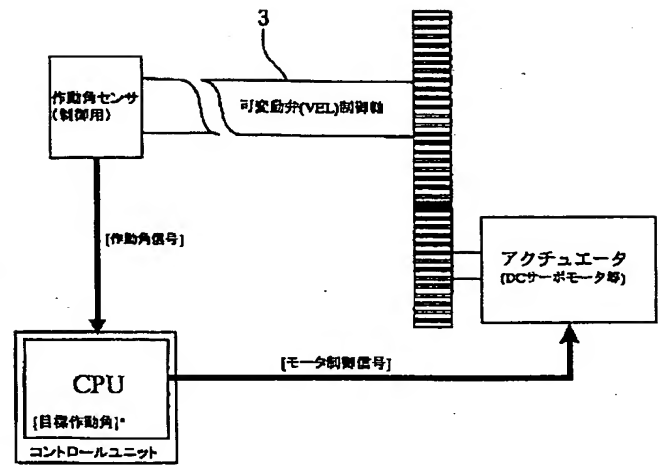 3
作動角センサ
(制御用)
可変動弁(VEL)制御軸
[作動角信号]
アクチュエータ
(DCサーボモータ等)
[モータ制御信号]
CPU
[目標作動角]*
コントロールユニット